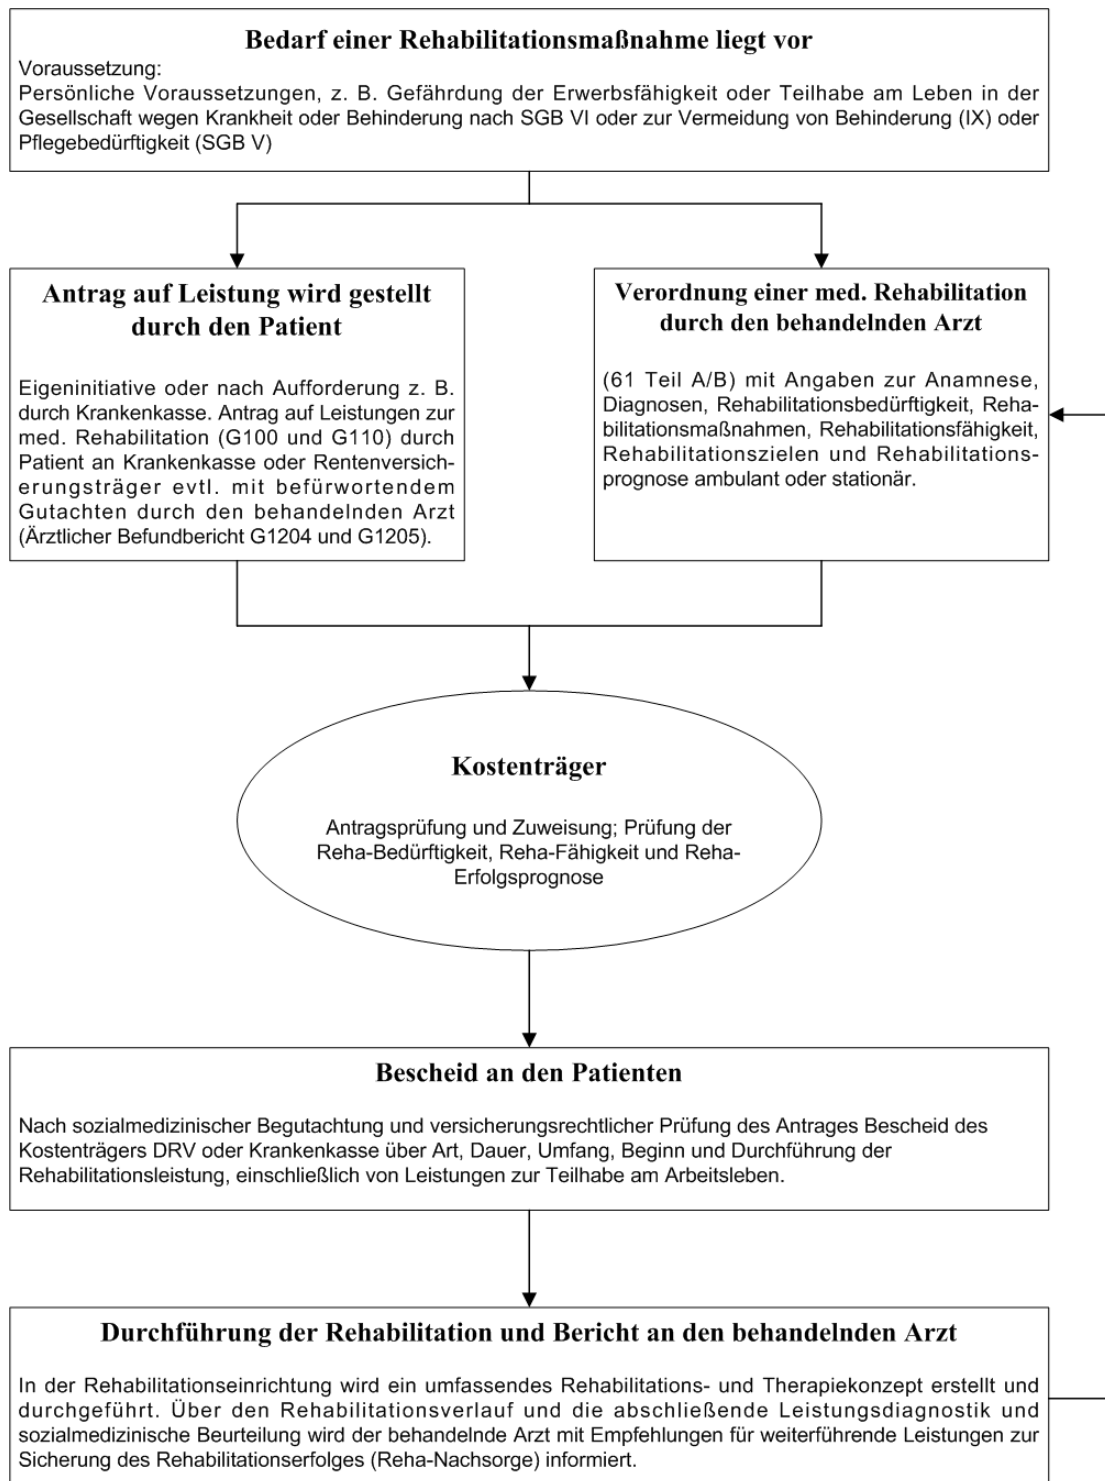 Bedarf einer Rehabilitationsmaßnahme liegt vor
Voraussetzung:
Persönliche Voraussetzungen, z. B. Gefährdung der Erwerbsfähigkeit oder Teilhabe am Leben in der
Gesellschaft wegen Krankheit oder Behinderung nach SGB VI oder zur Vermeidung von Behinderung (IX) oder
Pflegebedürftigkeit (SGB V)
Antrag auf Leistung wird gestellt
durch den Patient
Eigeninitiative oder nach Aufforderung z. B.
durch Krankenkasse. Antrag auf Leistungen zur
med. Rehabilitation (G100 und G110) durch
Patient an Krankenkasse oder Rentenversich-
erungsträger evtl. mit befürwortendem
Gutachten durch den behandelnden Arzt
(Ärztlicher Befundbericht G1204 und G1205).
Verordnung einer med. Rehabilitation
durch den behandelnden Arzt
(61 Teil A/B) mit Angaben zur Anamnese,
Diagnosen, Rehabilitationsbedürftigkeit, Reha-
bilitationsmaßnahmen, Rehabilitationsfähigkeit,
Rehabilitationszielen und Rehabilitations-
prognose ambulant oder stationär.
Kostenträger
Antragsprüfung und Zuweisung; Prüfung der
Reha-Bedürftigkeit, Reha-Fähigkeit und Reha-
Erfolgsprognose
Bescheid an den Patienten
Nach sozialmedizinischer Begutachtung und versicherungsrechtlicher Prüfung des Antrages Bescheid des
Kostenträgers DRV oder Krankenkasse über Art, Dauer, Umfang, Beginn und Durchführung der
Rehabilitationsleistung, einschließlich von Leistungen zur Teilhabe am Arbeitsleben.
Durchführung der Rehabilitation und Bericht an den behandelnden Arzt
In der Rehabilitationseinrichtung wird ein umfassendes Rehabilitations- und Therapiekonzept erstellt und
durchgeführt. Über den Rehabilitationsverlauf und die abschließende Leistungsdiagnostik und
sozialmedizinische Beurteilung wird der behandelnde Arzt mit Empfehlungen für weiterführende Leistungen zur
Sicherung des Rehabilitationserfolges (Reha-Nachsorge) informiert.